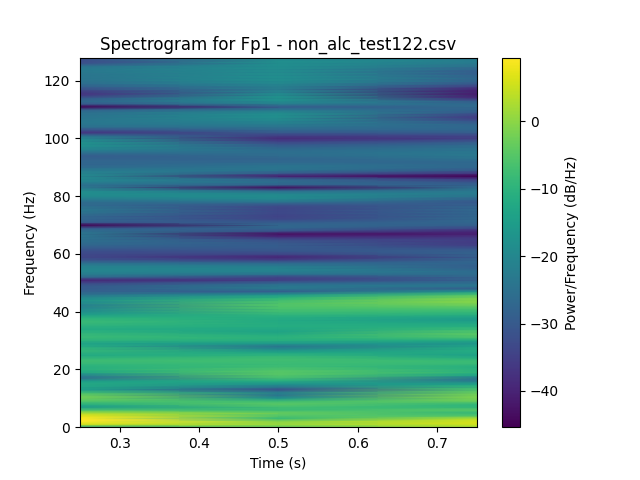 Spectrogram for Fp1 - non_alc_test122.csv
120
100
80
60
40
20
0
Frequency (Hz)
0.3 0.4 0.5 0.6 0.7
Time (s)
0
−10
−20
−30
−40
Power/Frequency (dB/Hz)